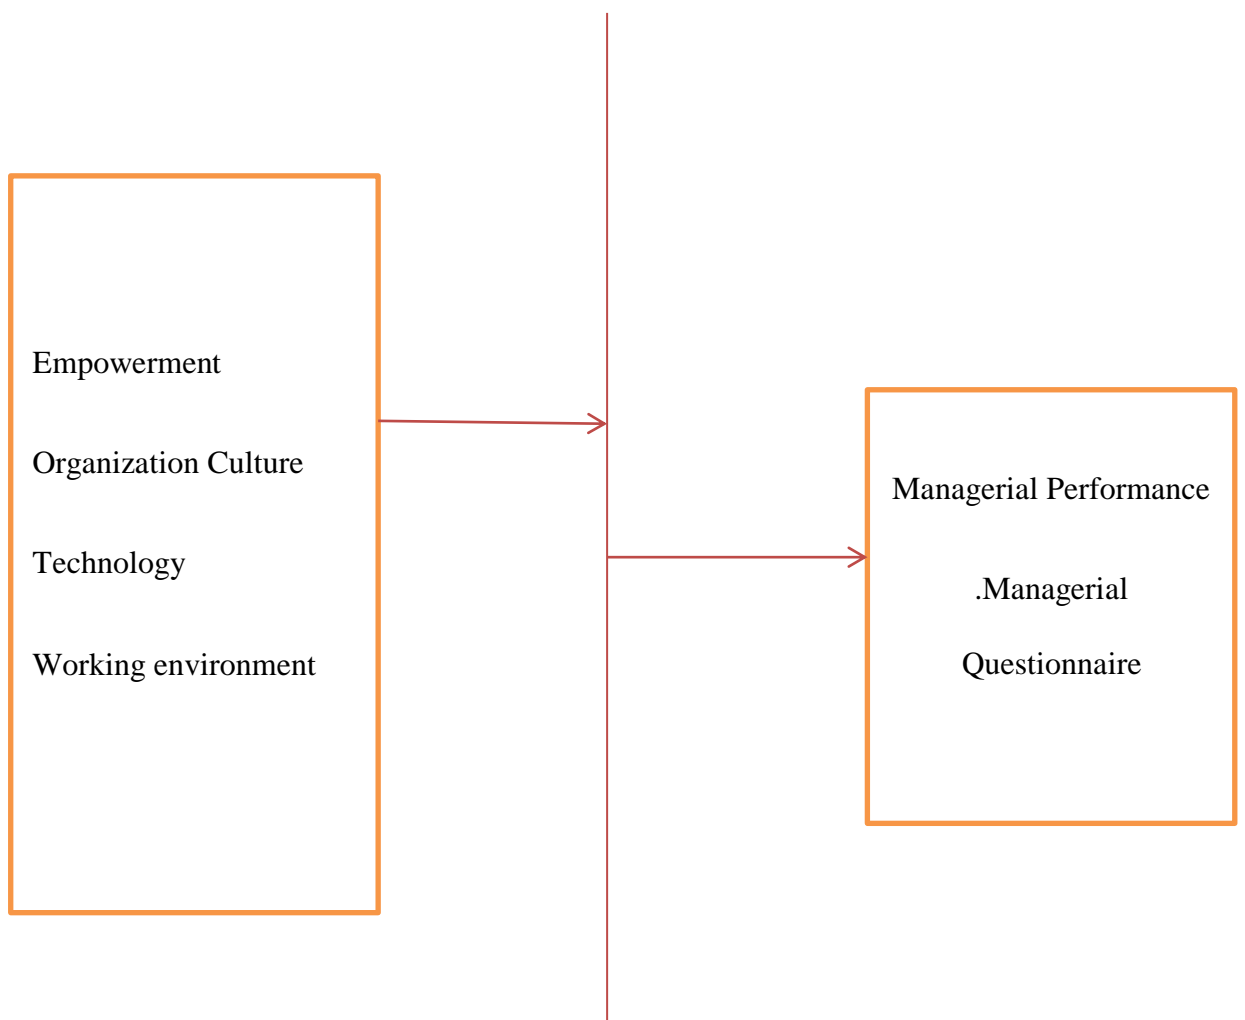 Empowerment
Organization Culture
Technology
Working environment
Managerial Performance
.Managerial
Questionnaire